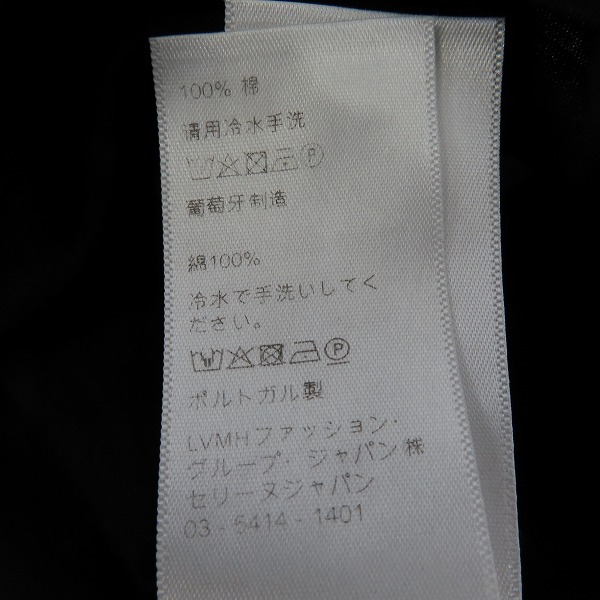 100% 棉
请用冷水手洗
P
葡萄牙制造
綿100%
冷水で手洗いしてく
ださい。
P
ポルトガル製
LVMHファッション・
グループ・ジャパン株
セリーヌジャパン
03 - 5414 - 1401